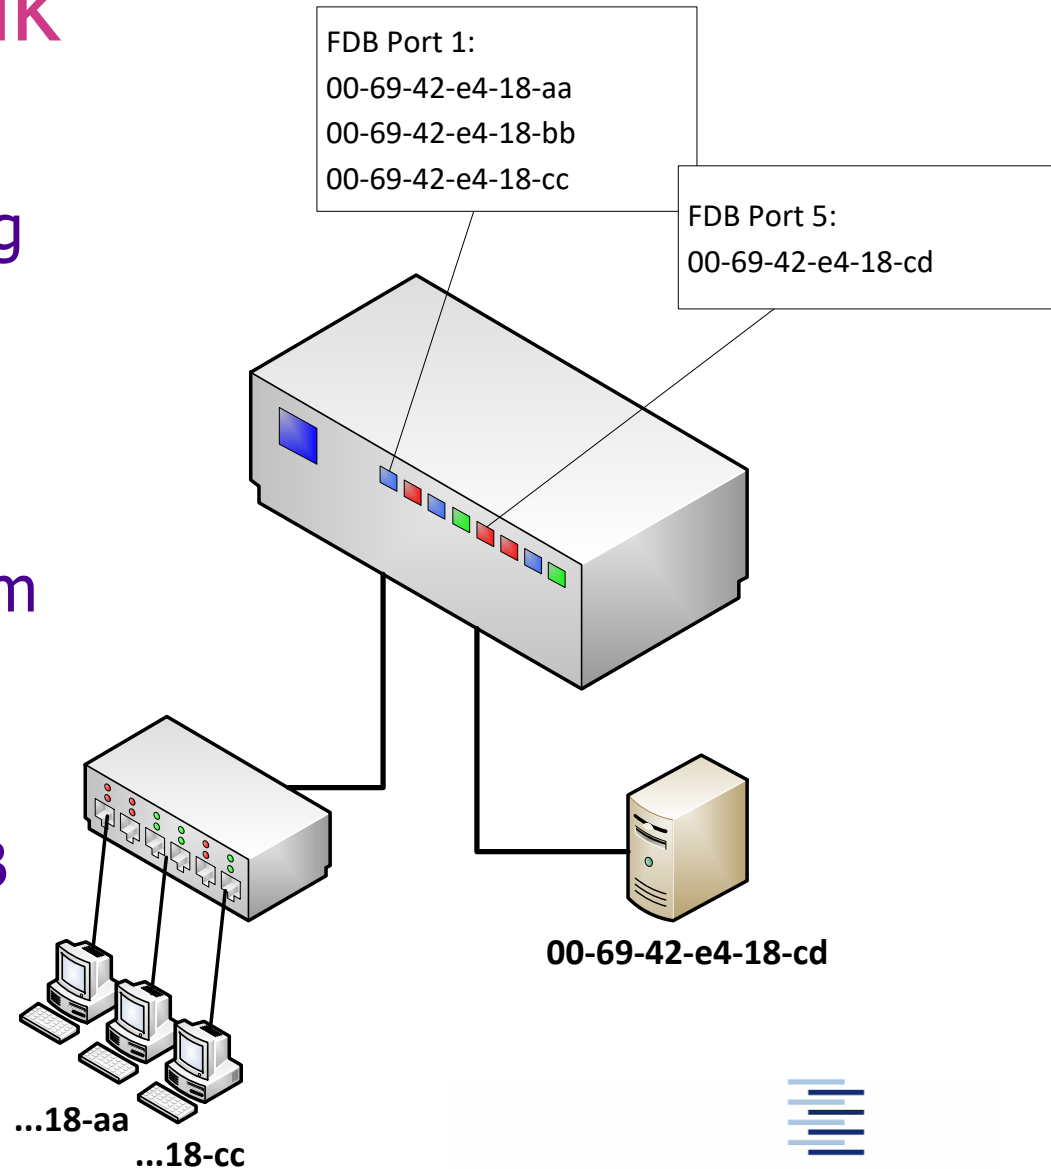 ik
FDB Port 1:
00-69-42-e4-18-aa
00-69-42-e4-18-bb
00-69-42-e4-18-cc
g
FDB Port 5:
00-69-42-e4-18-cd
m
00-69-42-e4-18-cd
...18-aa
...18-cc